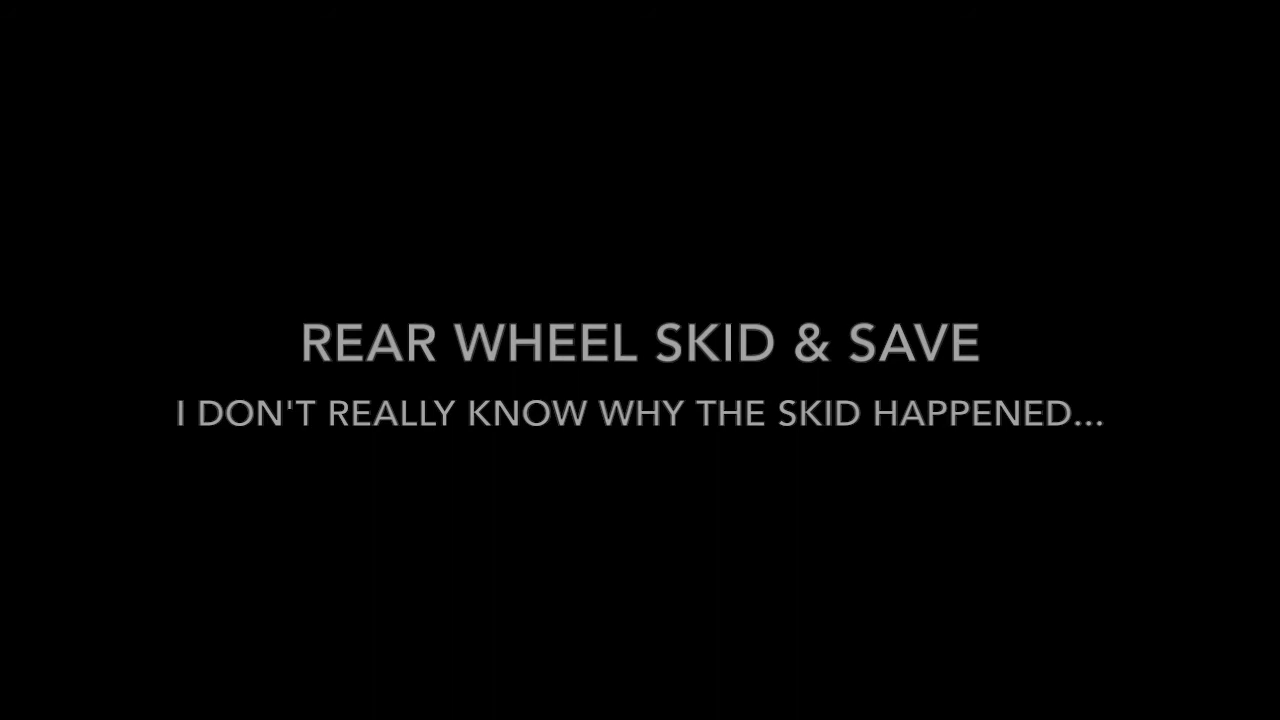 REAR WHEEL SKID & SAVE
I DON'T REALLY KNOW WHY THE SKID HAPPENED...